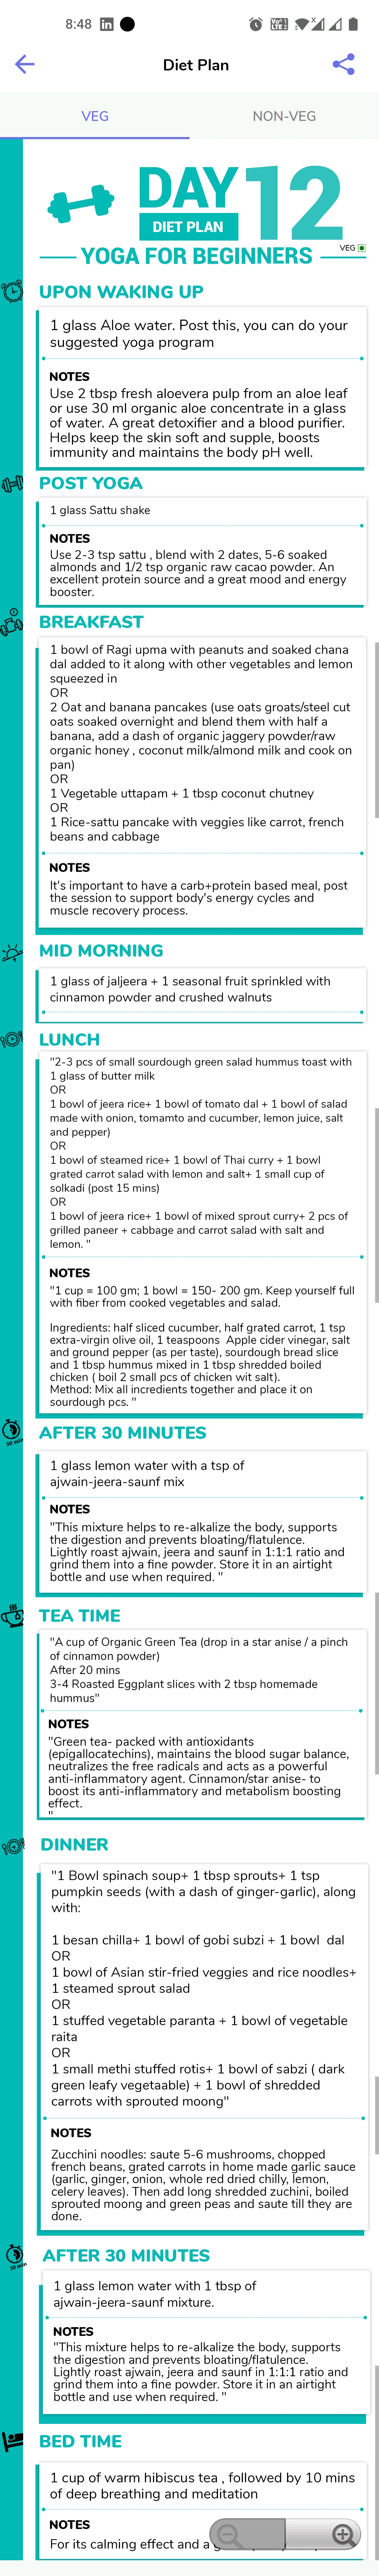 8:48
Diet Plan
VEG NON-VEG
DAY 12
DIET PLAN
VEG
YOGA FOR BEGINNERS
UPON WAKING UP
1 glass Aloe water. Post this, you can do your
suggested yoga program
NOTES
Use 2 tbsp fresh aloevera pulp from an aloe leaf
or use 30 ml organic aloe concentrate in a glass
of water. A great detoxifier and a blood purifier.
Helps keep the skin soft and supple, boosts
immunity and maintains the body pH well.
POST YOGA
1 glass Sattu shake
NOTES
Use 2-3 tsp sattu , blend with 2 dates, 5-6 soaked
almonds and 1/2 tsp organic raw cacao powder. An
excellent protein source and a great mood and energy
booster.
BREAKFAST
1 bowl of Ragi upma with peanuts and soaked chana
dal added to it along with other vegetables and lemon
squeezed in
OR
2 Oat and banana pancakes (use oats groats/steel cut
oats soaked overnight and blend them with half a
banana, add a dash of organic jaggery powder/raw
organic honey , coconut milk/almond milk and cook on
pan)
OR
1 Vegetable uttapam + 1 tbsp coconut chutney
OR
1 Rice-sattu pancake with veggies like carrot, french
beans and cabbage
NOTES
It's important to have a carb+protein based meal, post
the session to support body's energy cycles and
muscle recovery process.
MID MORNING
1 glass of jaljeera + 1 seasonal fruit sprinkled with
cinnamon powder and crushed walnuts
LUNCH
"2-3 pcs of small sourdough green salad hummus toast with
1 glass of butter milk
OR
1 bowl of jeera rice+ 1 bowl of tomato dal + 1 bowl of salad
made with onion, tomamto and cucumber, lemon juice, salt
and pepper)
OR
1 bowl of steamed rice+ 1 bowl of Thai curry + 1 bowl
grated carrot salad with lemon and salt+ 1 small cup of
solkadi (post 15 mins)
OR
1 bowl of jeera rice+ 1 bowl of mixed sprout curry+ 2 pcs of
grilled paneer + cabbage and carrot salad with salt and
lemon. "
NOTES
"1 cup = 100 gm; 1 bowl = 150- 200 gm. Keep yourself full
with fiber from cooked vegetables and salad.
Ingredients: half sliced cucumber, half grated carrot, 1 tsp
extra-virgin olive oil, 1 teaspoons Apple cider vinegar, salt
and ground pepper (as per taste), sourdough bread slice
and 1 tbsp hummus mixed in 1 tbsp shredded boiled
chicken ( boil 2 small pcs of chicken wit salt).
Method: Mix all incredients together and place it on
sourdough pcs. "
30 min
AFTER 30 MINUTES
1 glass lemon water with a tsp of
ajwain-jeera-saunf mix
NOTES
"This mixture helps to re-alkalize the body, supports
the digestion and prevents bloating/flatulence.
Lightly roast ajwain, jeera and saunf in 1:1:1 ratio and
grind them into a fine powder. Store it in an airtight
bottle and use when required. "
TEA TIME
"A cup of Organic Green Tea (drop in a star anise / a pinch
of cinnamon powder)
After 20 mins
3-4 Roasted Eggplant slices with 2 tbsp homemade
hummus"
NOTES
"Green tea- packed with antioxidants
(epigallocatechins), maintains the blood sugar balance,
neutralizes the free radicals and acts as a powerful
anti-inflammatory agent. Cinnamon/star anise- to
boost its anti-inflammatory and metabolism boosting
effect.
"
DINNER
"1 Bowl spinach soup+ 1 tbsp sprouts+ 1 tsp
pumpkin seeds (with a dash of ginger-garlic), along
with:
1 besan chilla+ 1 bowl of gobi subzi + 1 bowl dal
OR
1 bowl of Asian stir-fried veggies and rice noodles+
1 steamed sprout salad
OR
1 stuffed vegetable paranta + 1 bowl of vegetable
raita
OR
1 small methi stuffed rotis+ 1 bowl of sabzi ( dark
green leafy vegetaable) + 1 bowl of shredded
carrots with sprouted moong"
NOTES
Zucchini noodles: saute 5-6 mushrooms, chopped
french beans, grated carrots in home made garlic sauce
(garlic, ginger, onion, whole red dried chilly, lemon,
celery leaves). Then add long shredded zuchini, boiled
sprouted moong and green peas and saute till they are
done.
30 min
AFTER 30 MINUTES
1 glass lemon water with 1 tbsp of
ajwain-jeera-saunf mixture.
NOTES
"This mixture helps to re-alkalize the body, supports
the digestion and prevents bloating/flatulence.
Lightly roast ajwain, jeera and saunf in 1:1:1 ratio and
grind them into a fine powder. Store it in an airtight
bottle and use when required. "
BED TIME
1 cup of warm hibiscus tea , followed by 10 mins
of deep breathing and meditation
NOTES
For its calming effect and a